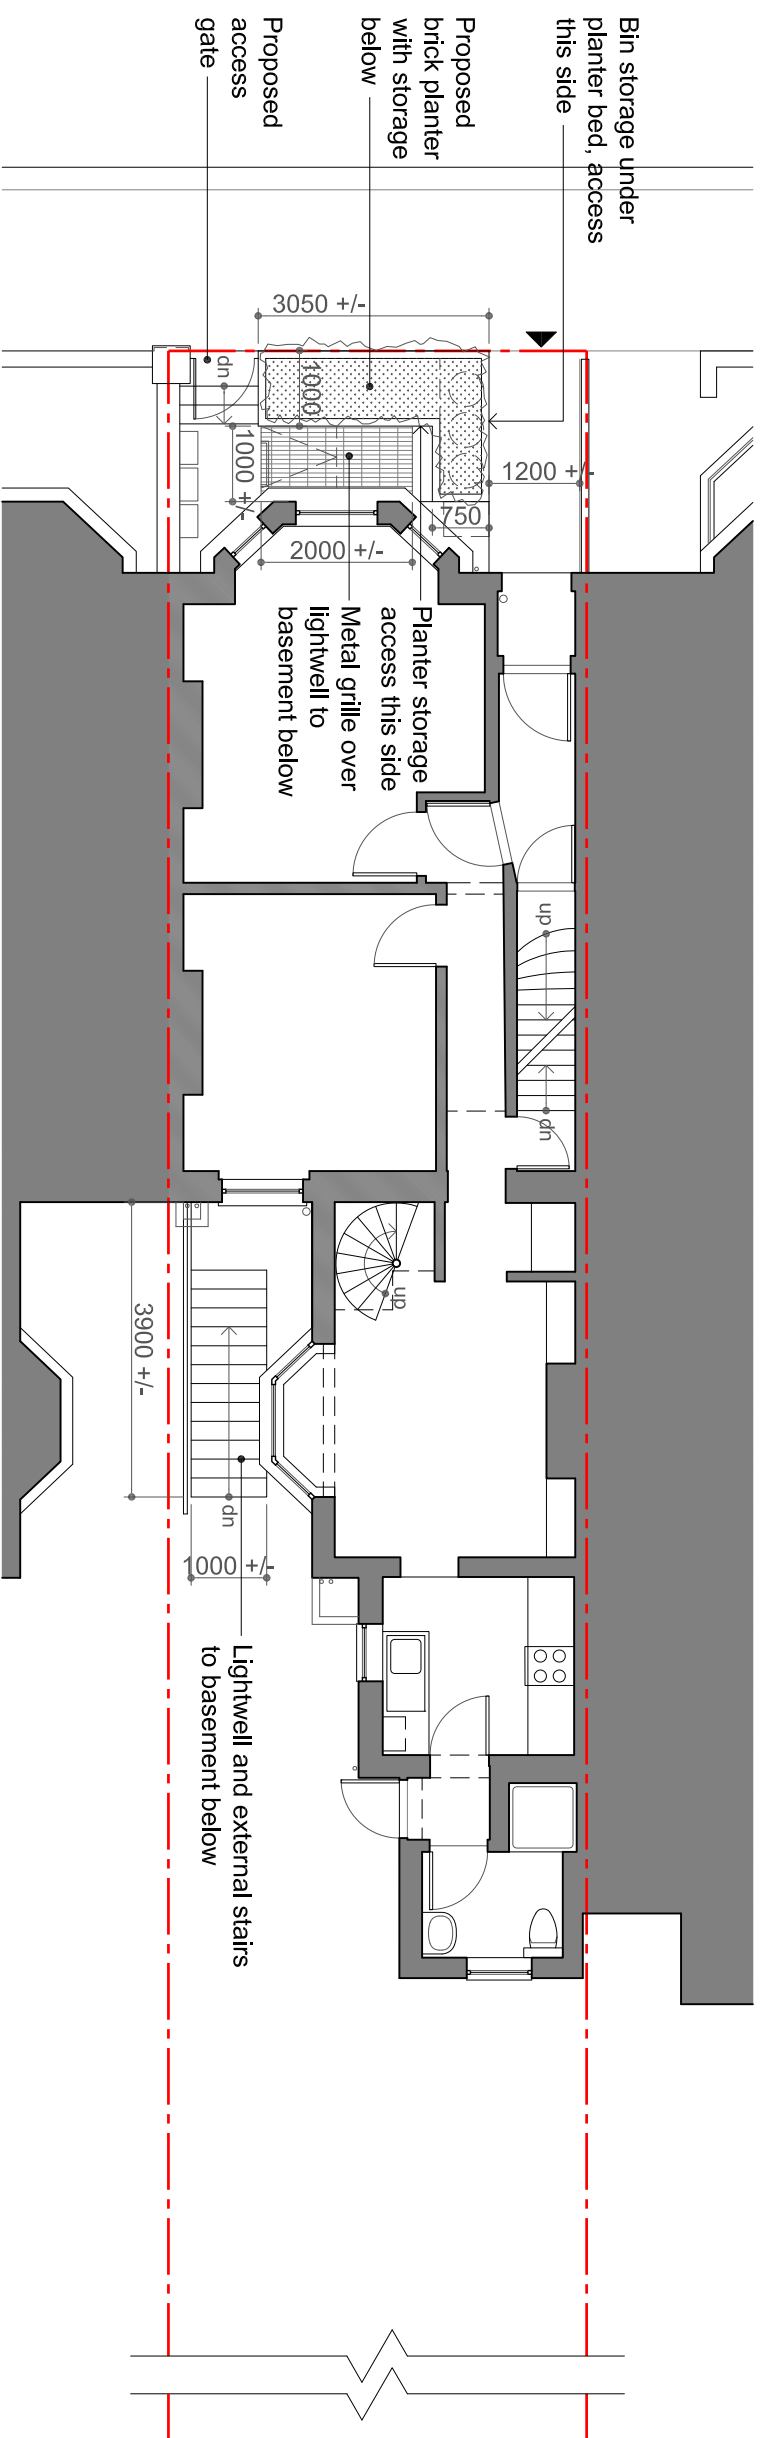 Bin storage under
planter bed, access
this side
Proposed
brick planter
with storage
below
Proposed
access
gate
3050 +/-
dn
1000
1000 +/-
1200 +/-
750
2000 +/-
Planter storage
access this side
Metal grille over
lightwell to
basement below
up
dn
up
3900 +/-
dn
1000 +/-
Lightwell and external stairs
to basement below